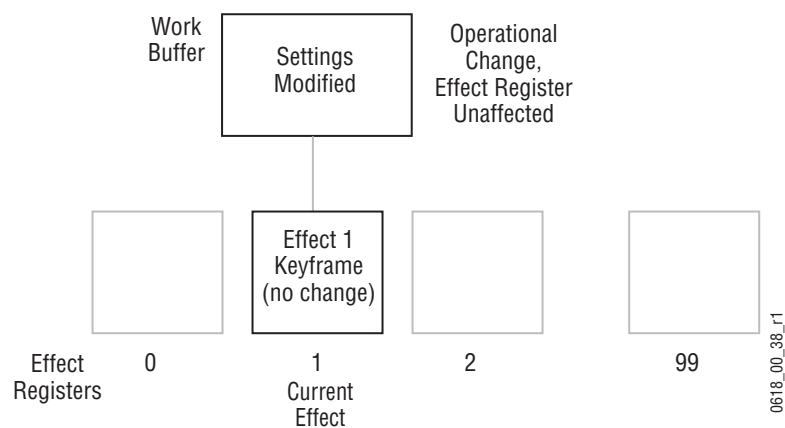 Work
Buffer
Settings
Modified
Operational
Change,
Effect Register
Unaffected
Effect 1
Keyframe
(no change)
Effect
Registers
0
1
2
99
Current
Effect
0618_00_38_r1